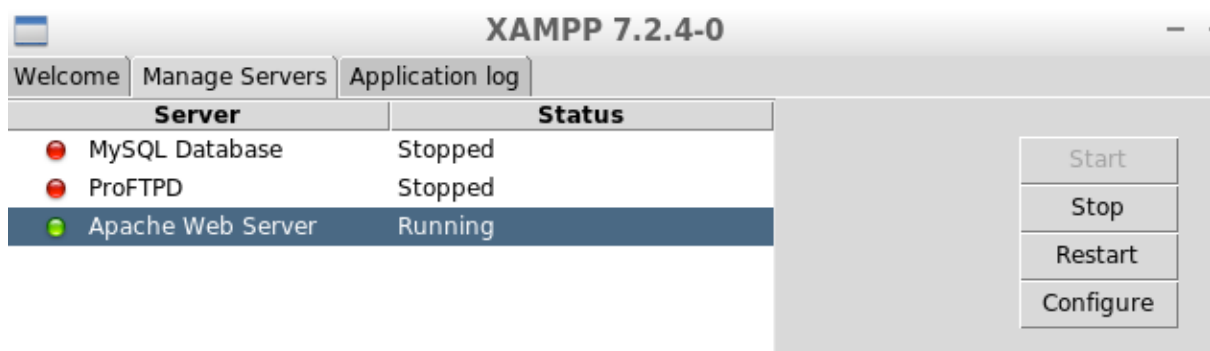 XAMPP 7.2.4-0
Welcome Manage Servers Application log
Server Status
MySQL Database Stopped
ProFTPD Stopped
Apache Web Server Running
Start
Stop
Restart
Configure